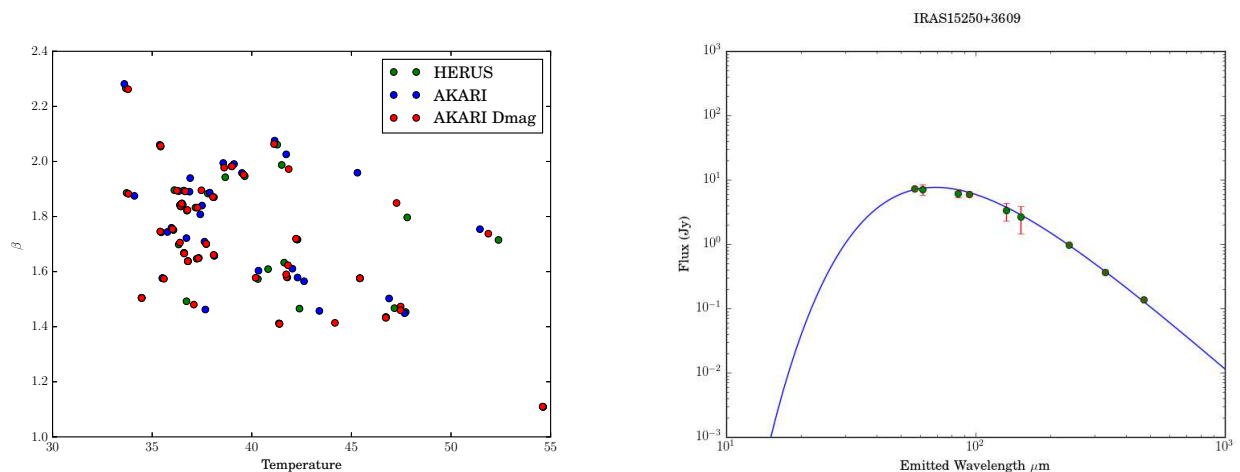 2.4
2.2
2.0
1.8
1.6
1.4
1.2
1.0
β
30 35 40 45 50 55
Temperature
HERUS
AKARI
AKARI Dmag
IRAS15250+3609
10³
10²
10¹
10⁰
10⁻¹
10⁻²
10⁻³
Flux (Jy)
10¹ 10² 10³
Emitted Wavelength μm